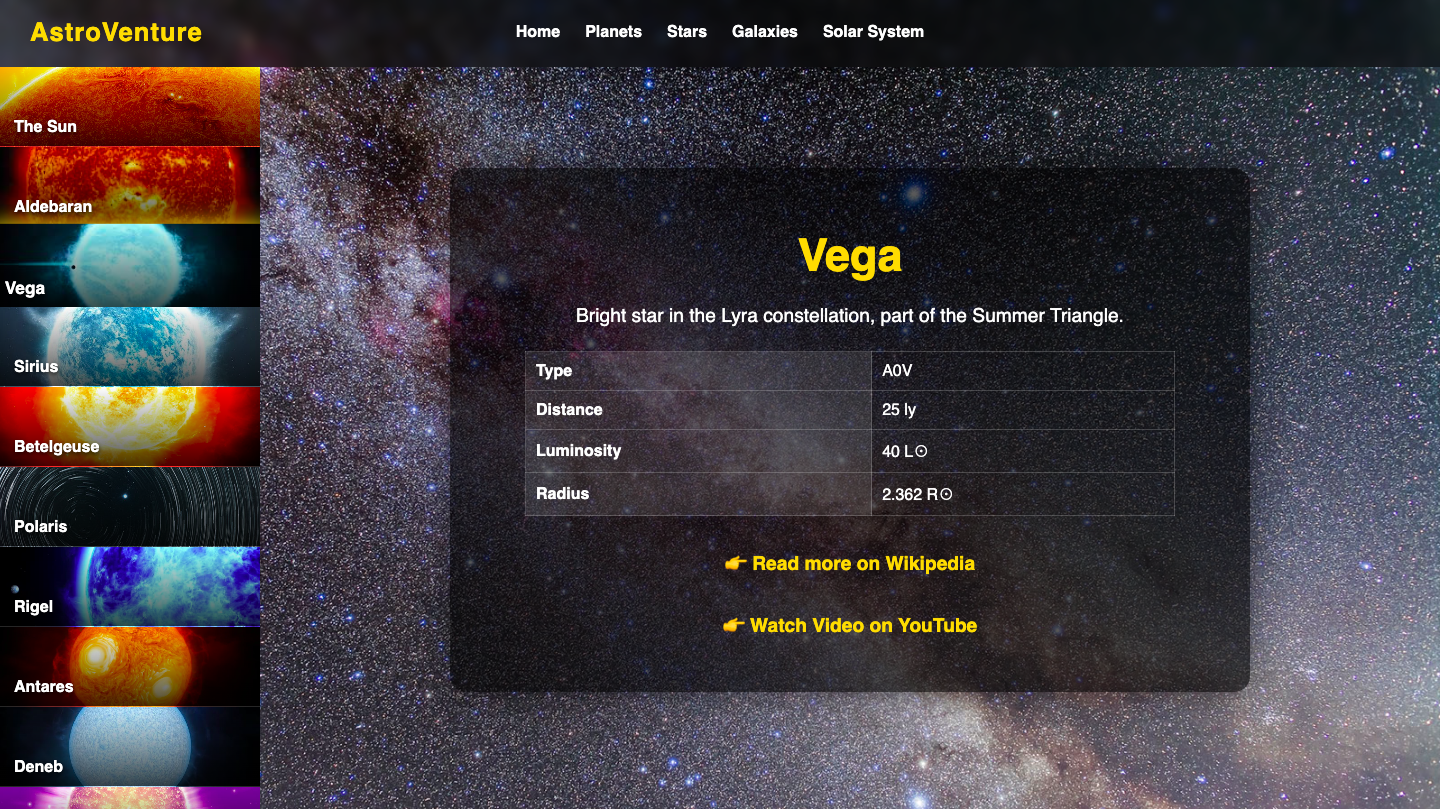 AstroVenture
Home Planets Stars Galaxies Solar System
The Sun
Aldebaran
Vega
Sirius
Betelgeuse
Polaris
Rigel
Antares
Deneb
Vega
Bright star in the Lyra constellation, part of the Summer Triangle.
Type A0V
Distance 25 ly
Luminosity 40 L☉
Radius 2.362 R☉
👉 Read more on Wikipedia
👉 Watch Video on YouTube